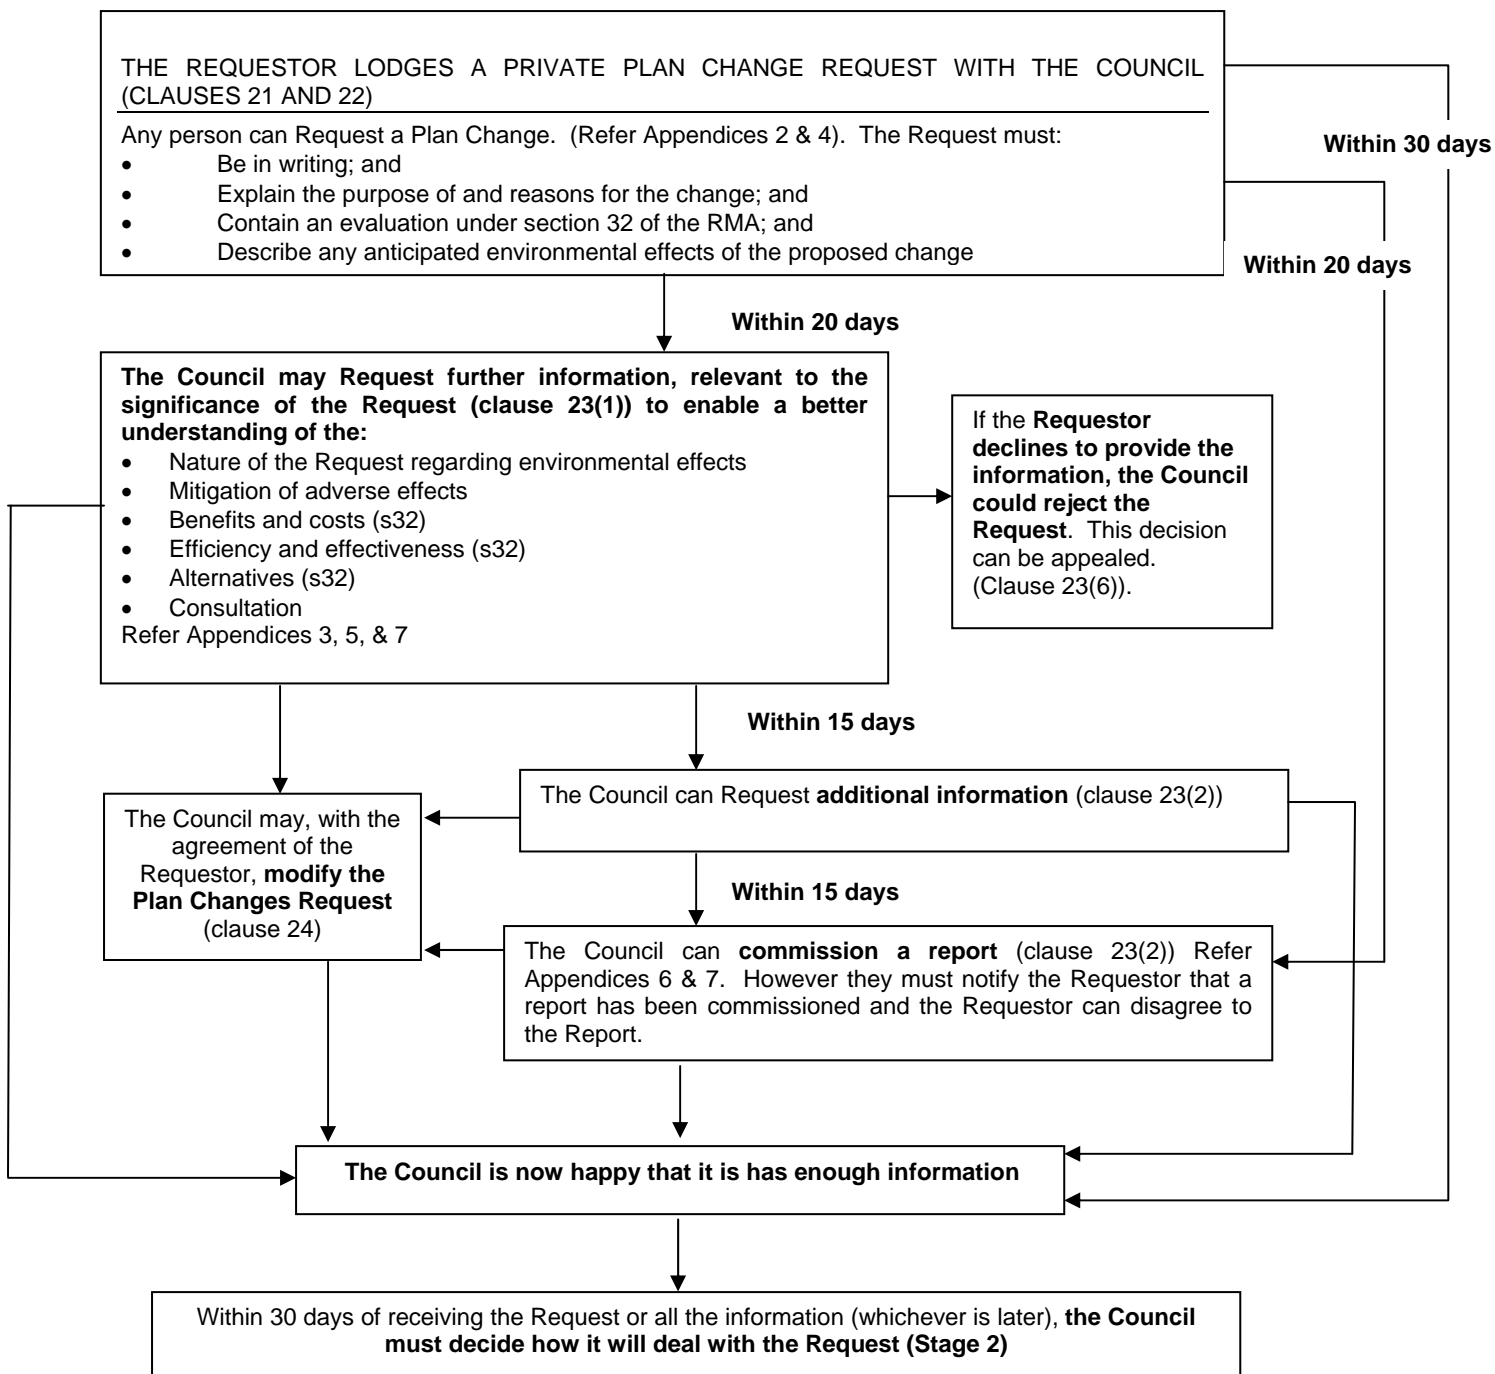 THE REQUESTOR LODGES A PRIVATE PLAN CHANGE REQUEST WITH THE COUNCIL
(CLAUSES 21 AND 22)
Any person can Request a Plan Change. (Refer Appendices 2 & 4). The Request must:
• Be in writing; and
• Explain the purpose of and reasons for the change; and
• Contain an evaluation under section 32 of the RMA; and
• Describe any anticipated environmental effects of the proposed change
Within 30 days
Within 20 days
Within 20 days
The Council may Request further information, relevant to the
significance of the Request (clause 23(1)) to enable a better
understanding of the:
• Nature of the Request regarding environmental effects
• Mitigation of adverse effects
• Benefits and costs (s32)
• Efficiency and effectiveness (s32)
• Alternatives (s32)
• Consultation
Refer Appendices 3, 5, & 7
If the Requestor
declines to provide the
information, the Council
could reject the
Request. This decision
can be appealed.
(Clause 23(6)).
Within 15 days
The Council can Request additional information (clause 23(2))
The Council may, with the
agreement of the
Requestor, modify the
Plan Changes Request
(clause 24)
Within 15 days
The Council can commission a report (clause 23(2)) Refer
Appendices 6 & 7. However they must notify the Requestor that a
report has been commissioned and the Requestor can disagree to
the Report.
The Council is now happy that it is has enough information
Within 30 days of receiving the Request or all the information (whichever is later), the Council
must decide how it will deal with the Request (Stage 2)